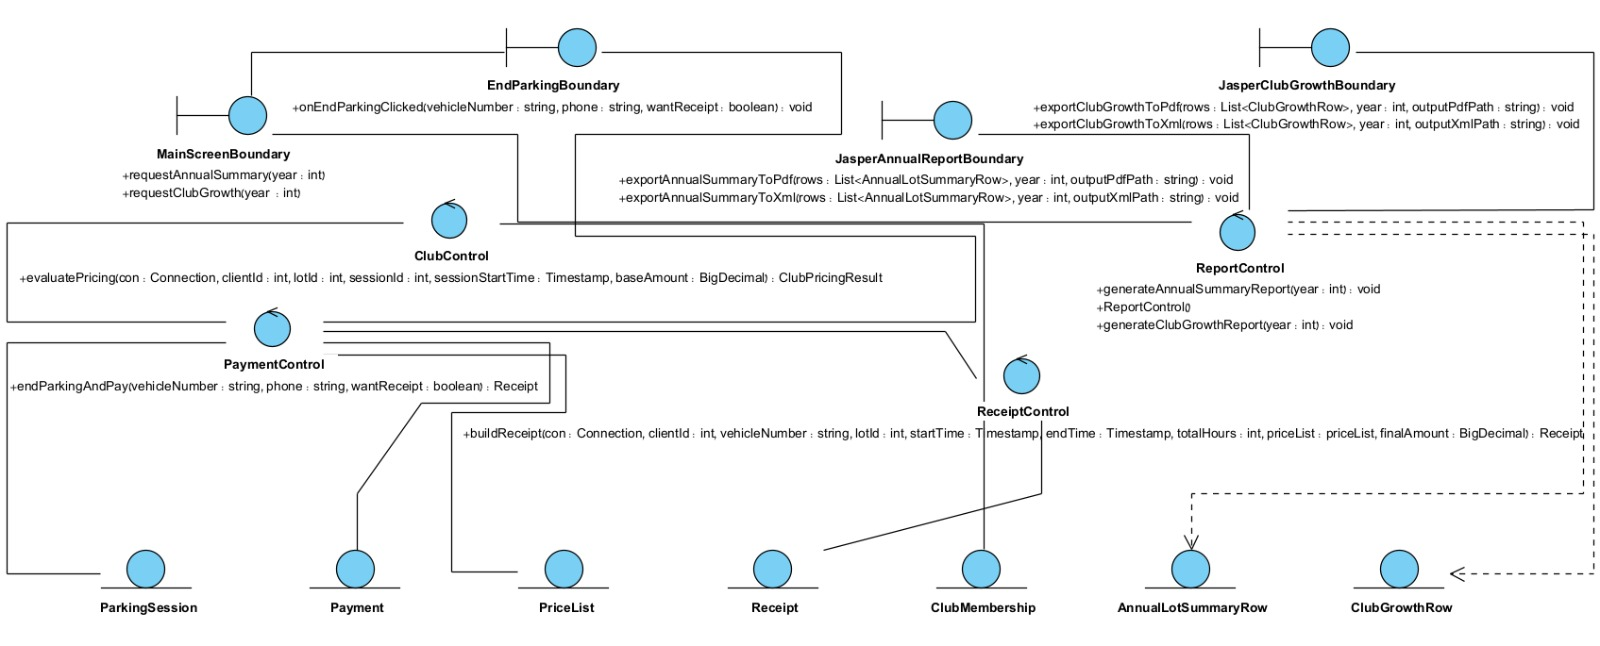 EndParkingBoundary
+onEndParkingClicked(vehicleNumber : string, phone : string, wantReceipt : boolean) : void
JasperClubGrowthBoundary
+exportClubGrowthToPdf(rows : List<ClubGrowthRow>, year : int, outputPdfPath : string) : void
+exportClubGrowthToXml(rows : List<ClubGrowthRow>, year : int, outputXmlPath : string) : void
MainScreenBoundary
+requestAnnualSummary(year : int)
+requestClubGrowth(year : int)
JasperAnnualReportBoundary
+exportAnnualSummaryToPdf(rows : List<AnnualLotSummaryRow>, year : int, outputPdfPath : string) : void
+exportAnnualSummaryToXml(rows : List<AnnualLotSummaryRow>, year : int, outputXmlPath : string) : void
ClubControl
+evaluatePricing(con : Connection, clientId : int, lotId : int, sessionId : int, sessionStartTime : Timestamp, baseAmount : BigDecimal) : ClubPricingResult
ReportControl
+generateAnnualSummaryReport(year : int) : void
+ReportControl()
+generateClubGrowthReport(year : int) : void
PaymentControl
+endParkingAndPay(vehicleNumber : string, phone : string, wantReceipt : boolean) : Receipt
ReceiptControl
+buildReceipt(con : Connection, clientId : int, vehicleNumber : string, lotId : int, startTime : Timestamp, endTime : Timestamp, totalHours : int, priceList : priceList, finalAmount : BigDecimal) : Receipt
ParkingSession
Payment
PriceList
Receipt
ClubMembership
AnnualLotSummaryRow
ClubGrowthRow